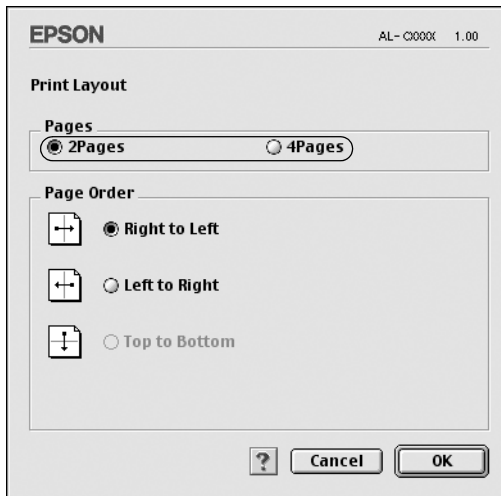 EPSON
AL-CXXXX 1.00
Print Layout
Pages
2Pages 4Pages
Page Order
Right to Left
Left to Right
Top to Bottom
? Cancel OK